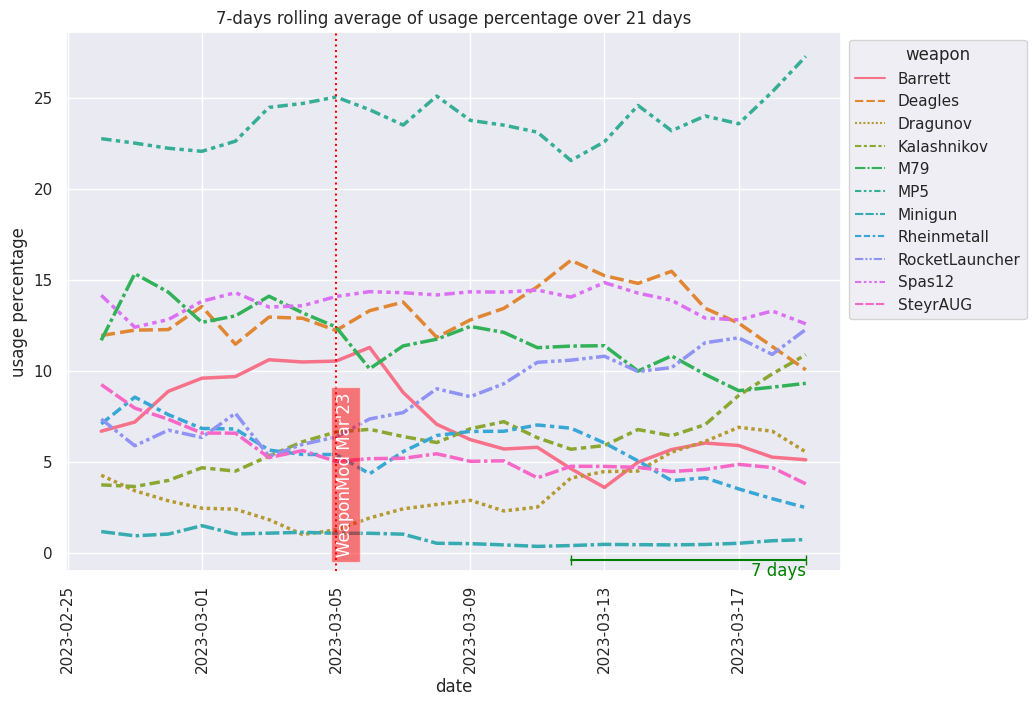 7-days rolling average of usage percentage over 21 days
usage percentage
25
20
15
10
5
0
WeaponMod Mar'23
7 days
2023-02-25
2023-03-01
2023-03-05
2023-03-09
2023-03-13
2023-03-17
date
weapon
Barrett
Deagles
Dragunov
Kalashnikov
M79
MP5
Minigun
Rheinmetall
RocketLauncher
Spas12
SteyrAUG